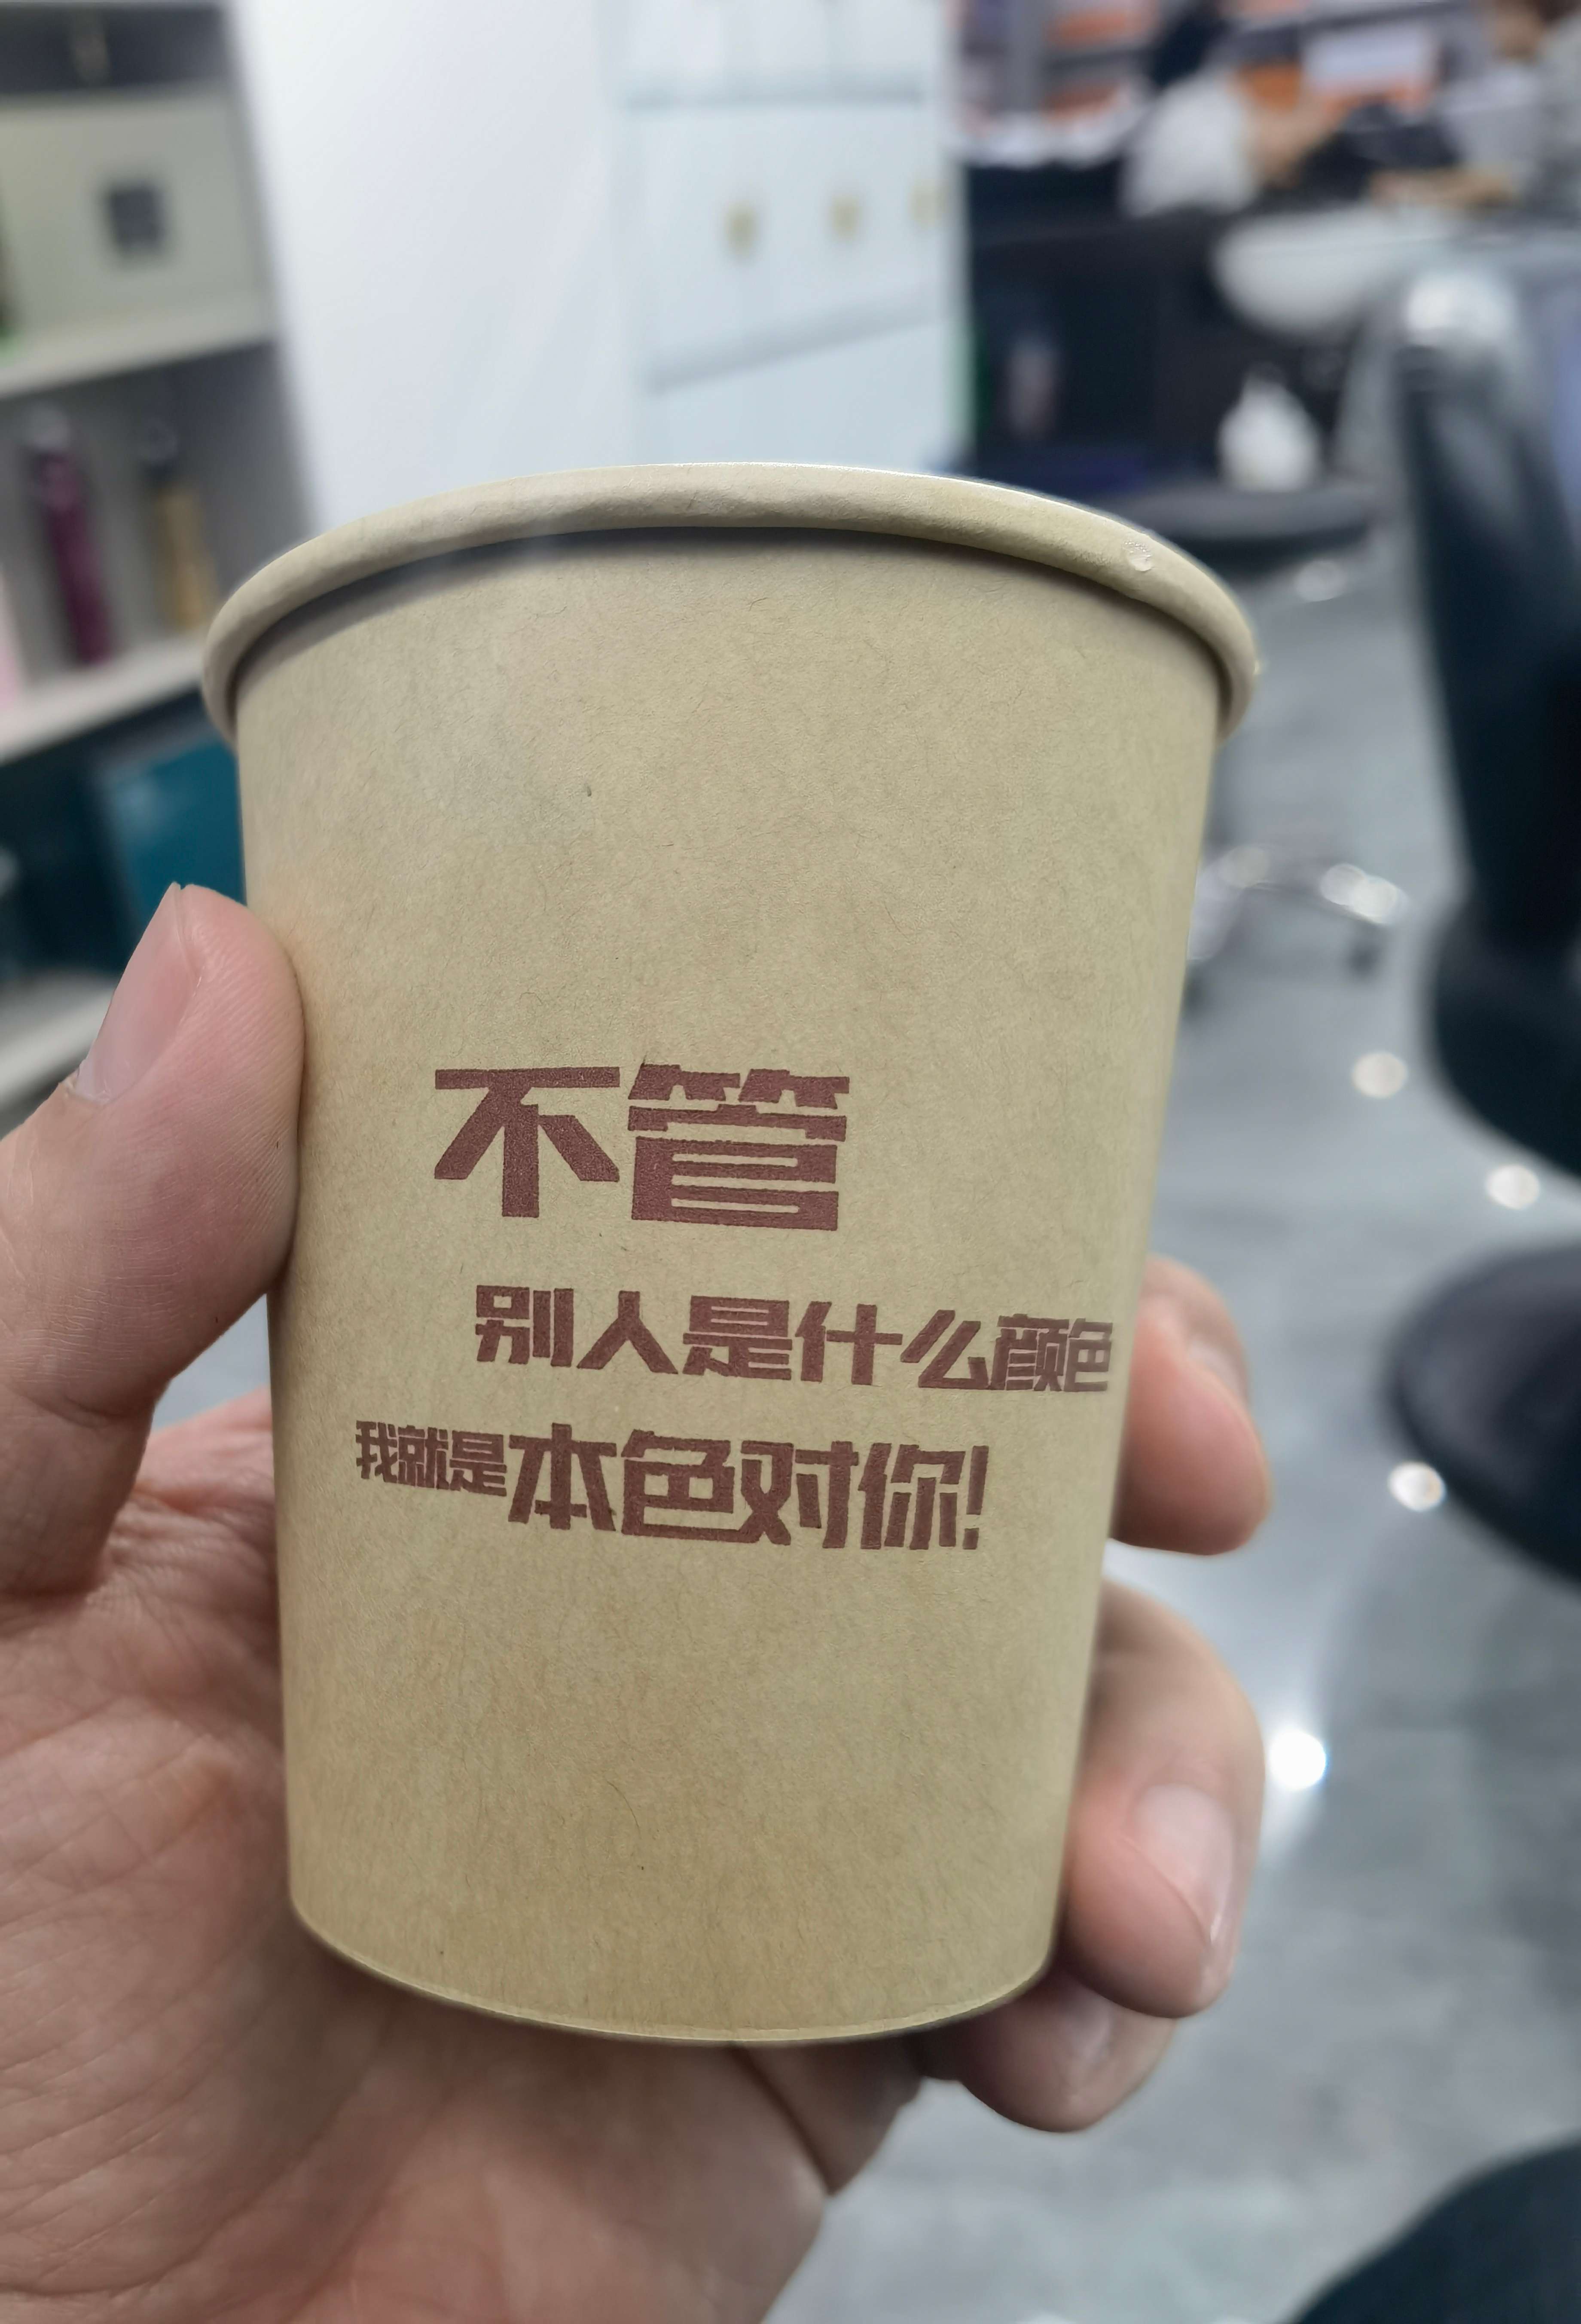 不管
别人是什么颜色
我就是本色对你!